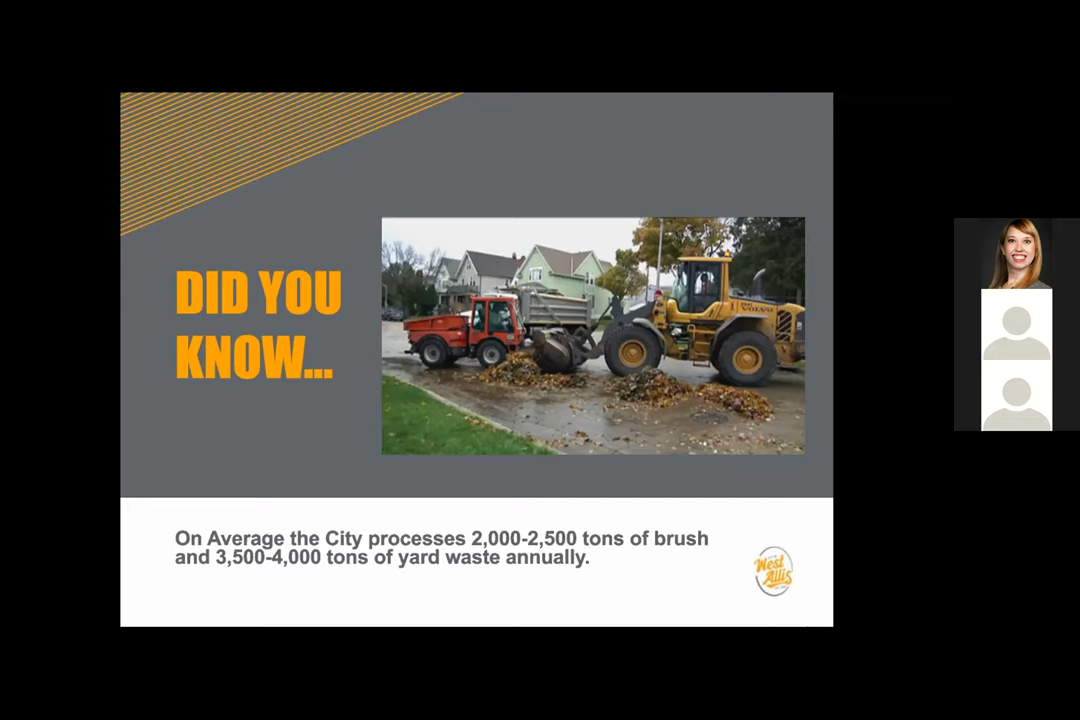 DID YOU
KNOW...
VOLVO
On Average the City processes 2,000-2,500 tons of brush
and 3,500-4,000 tons of yard waste annually.
West
Allis